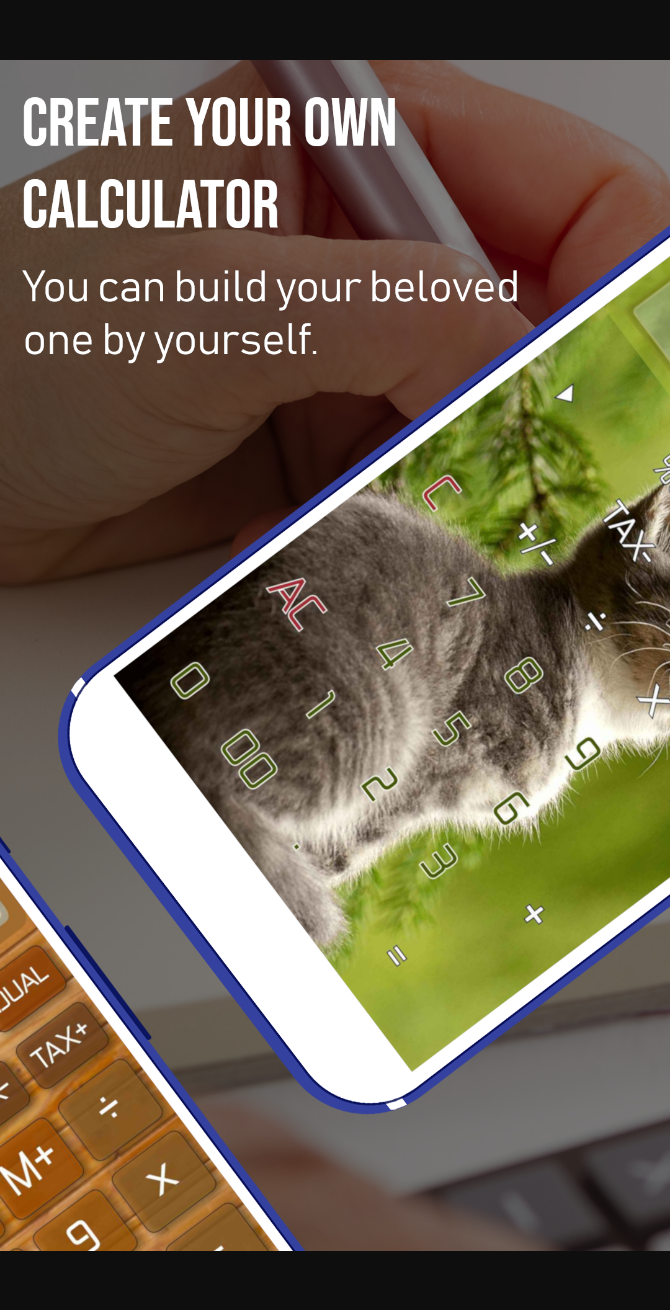 CREATE YOUR OWN
CALCULATOR
You can build your beloved
one by yourself.
C +/- TAX- %
AC 7 ÷
4 8 X
0 1 5 9
00 2 6
. 3 +
=
TAX+
÷
M+ X
9